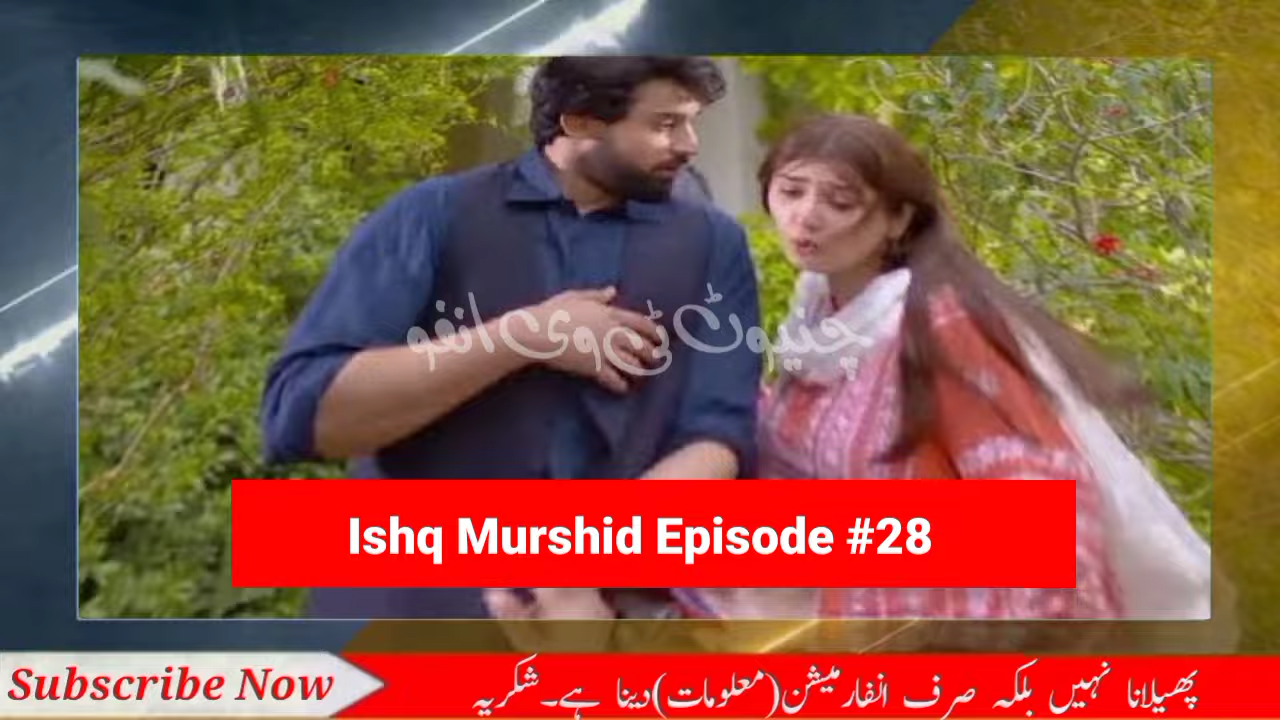 چنیوٹ ٹی وی انفو
Ishq Murshid Episode #28
Subscribe Now
پھیلانا نہیں بلکہ صرف انفارمیشن(معلومات)دینا ہے۔شکریہ